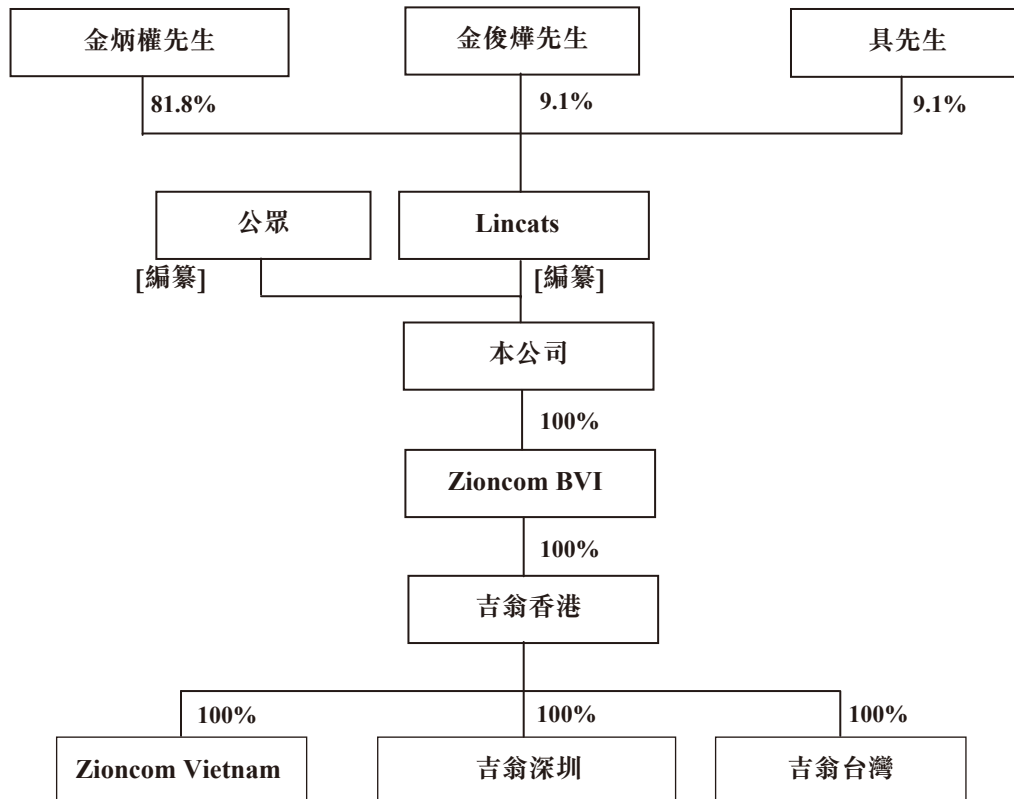 金炳權先生 金俊燁先生 具先生
81.8% 9.1% 9.1%
公眾 Lincats
[編纂] [編纂]
本公司
100%
Zioncom BVI
100%
吉翁香港
100% 100% 100%
Zioncom Vietnam 吉翁深圳 吉翁台灣